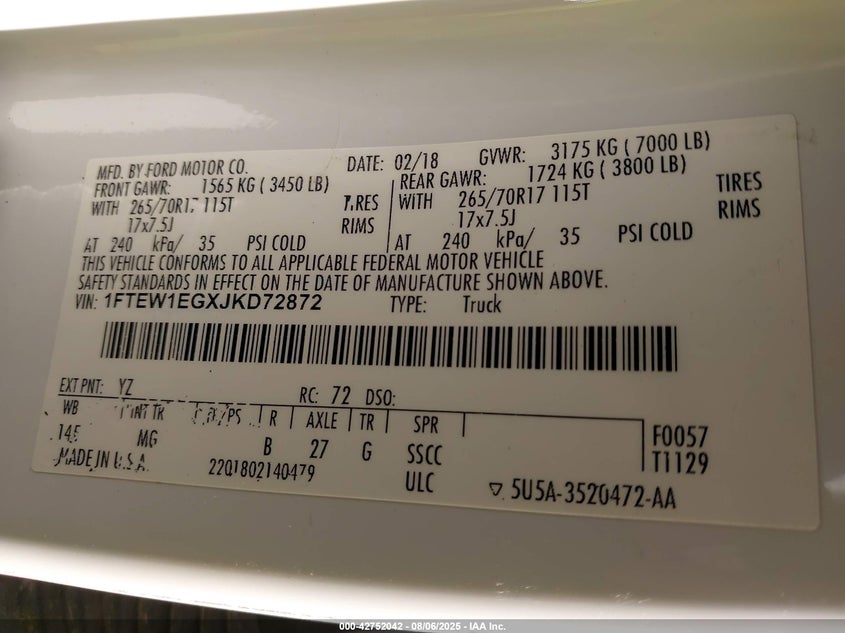 MFD. BY FORD MOTOR CO. DATE: 02/18 GVWR: 3175 KG ( 7000 LB)
FRONT GAWR: 1565 KG ( 3450 LB) REAR GAWR: 1724 KG ( 3800 LB)
WITH 265/70R17 115T TIRES WITH 265/70R17 115T TIRES
17x7.5J RIMS 17x7.5J RIMS
AT 240 kPa/ 35 PSI COLD AT 240 kPa/ 35 PSI COLD
THIS VEHICLE CONFORMS TO ALL APPLICABLE FEDERAL MOTOR VEHICLE
SAFETY STANDARDS IN EFFECT ON THE DATE OF MANUFACTURE SHOWN ABOVE.
VIN: 1FTEW1EGXJKD72872 TYPE: Truck
EXT PNT: YZ RC: 72 DSO:
WB INT TR R AXLE TR SPR F0057
145 MG B 27 G SSCC T1129
MADE IN U.S.A. 2201802140479 ULC ▽ 5U5A-3520472-AA
000-42752042 - 08/06/2025 - IAA Inc.